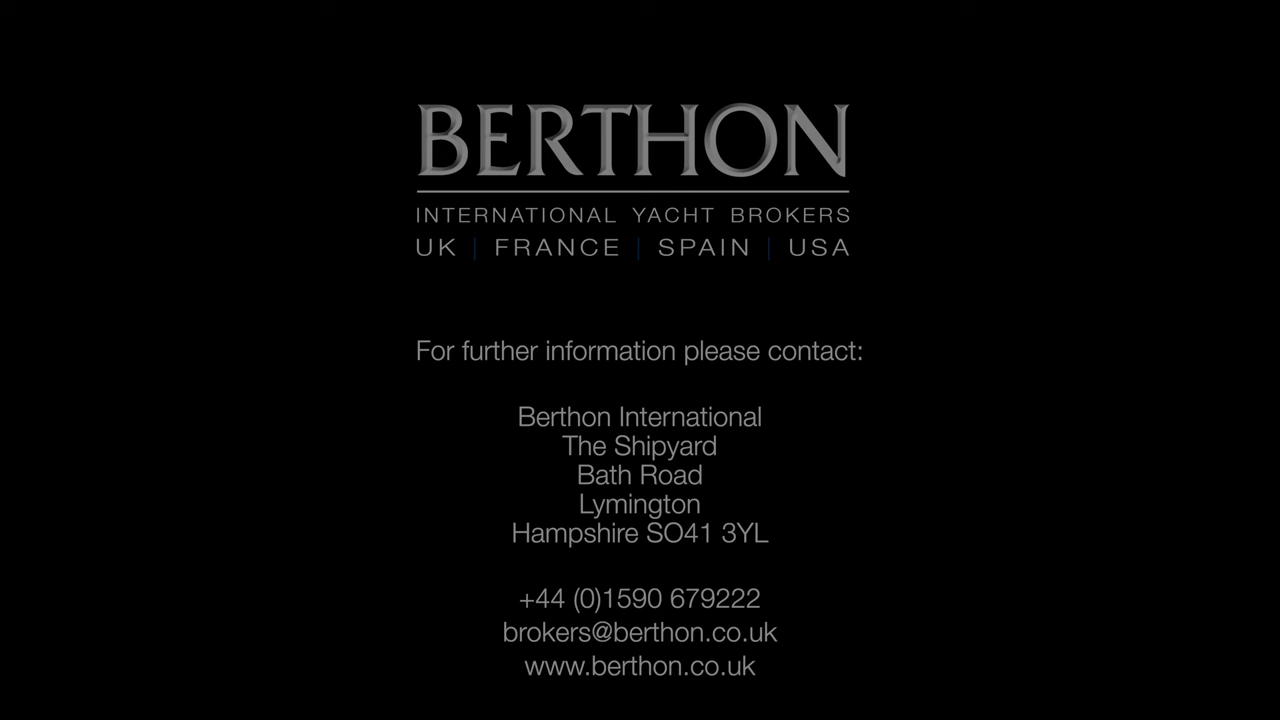 BERTHON
INTERNATIONAL YACHT BROKERS
UK | FRANCE | SPAIN | USA
For further information please contact:
Berthon International
The Shipyard
Bath Road
Lymington
Hampshire SO41 3YL
+44 (0)1590 679222
brokers@berthon.co.uk
www.berthon.co.uk